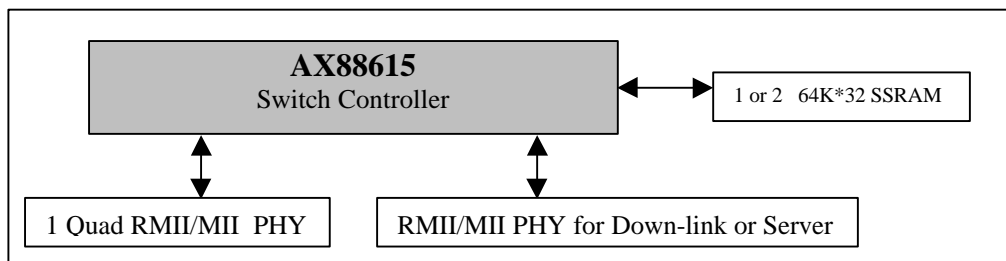 AX88615
Switch Controller
1 or 2 64K*32 SSRAM
1 Quad RMII/MII PHY
RMII/MII PHY for Down-link or Server